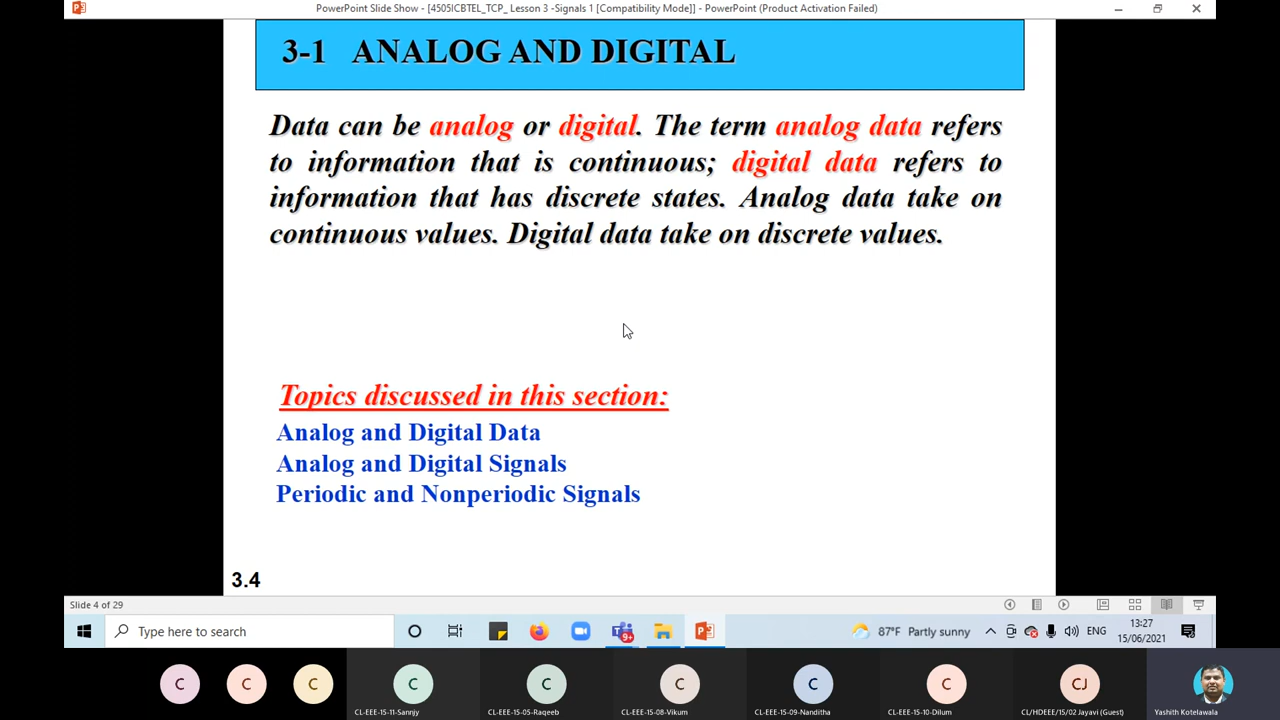 PowerPoint Slide Show - [4505ICBTEL_TCP_ Lesson 3 -Signals 1 [Compatibility Mode]] - PowerPoint (Product Activation Failed)
3-1 ANALOG AND DIGITAL
Data can be analog or digital. The term analog data refers
to information that is continuous; digital data refers to
information that has discrete states. Analog data take on
continuous values. Digital data take on discrete values.
Topics discussed in this section:
Analog and Digital Data
Analog and Digital Signals
Periodic and Nonperiodic Signals
3.4
Slide 4 of 29
Type here to search
9+
87°F Partly sunny
ENG
13:27
15/06/2021
C
C
C
C
C
C
C
C
CJ
CL-EEE-15-11-Sannjy
CL-EEE-15-05-Raqeeb
CL-EEE-15-08-Vikum
CL-EEE-15-09-Nanditha
CL-EEE-15-10-Dilum
CL/HDEEE/15/02 Jayavi (Guest)
Yashith Kotelawala